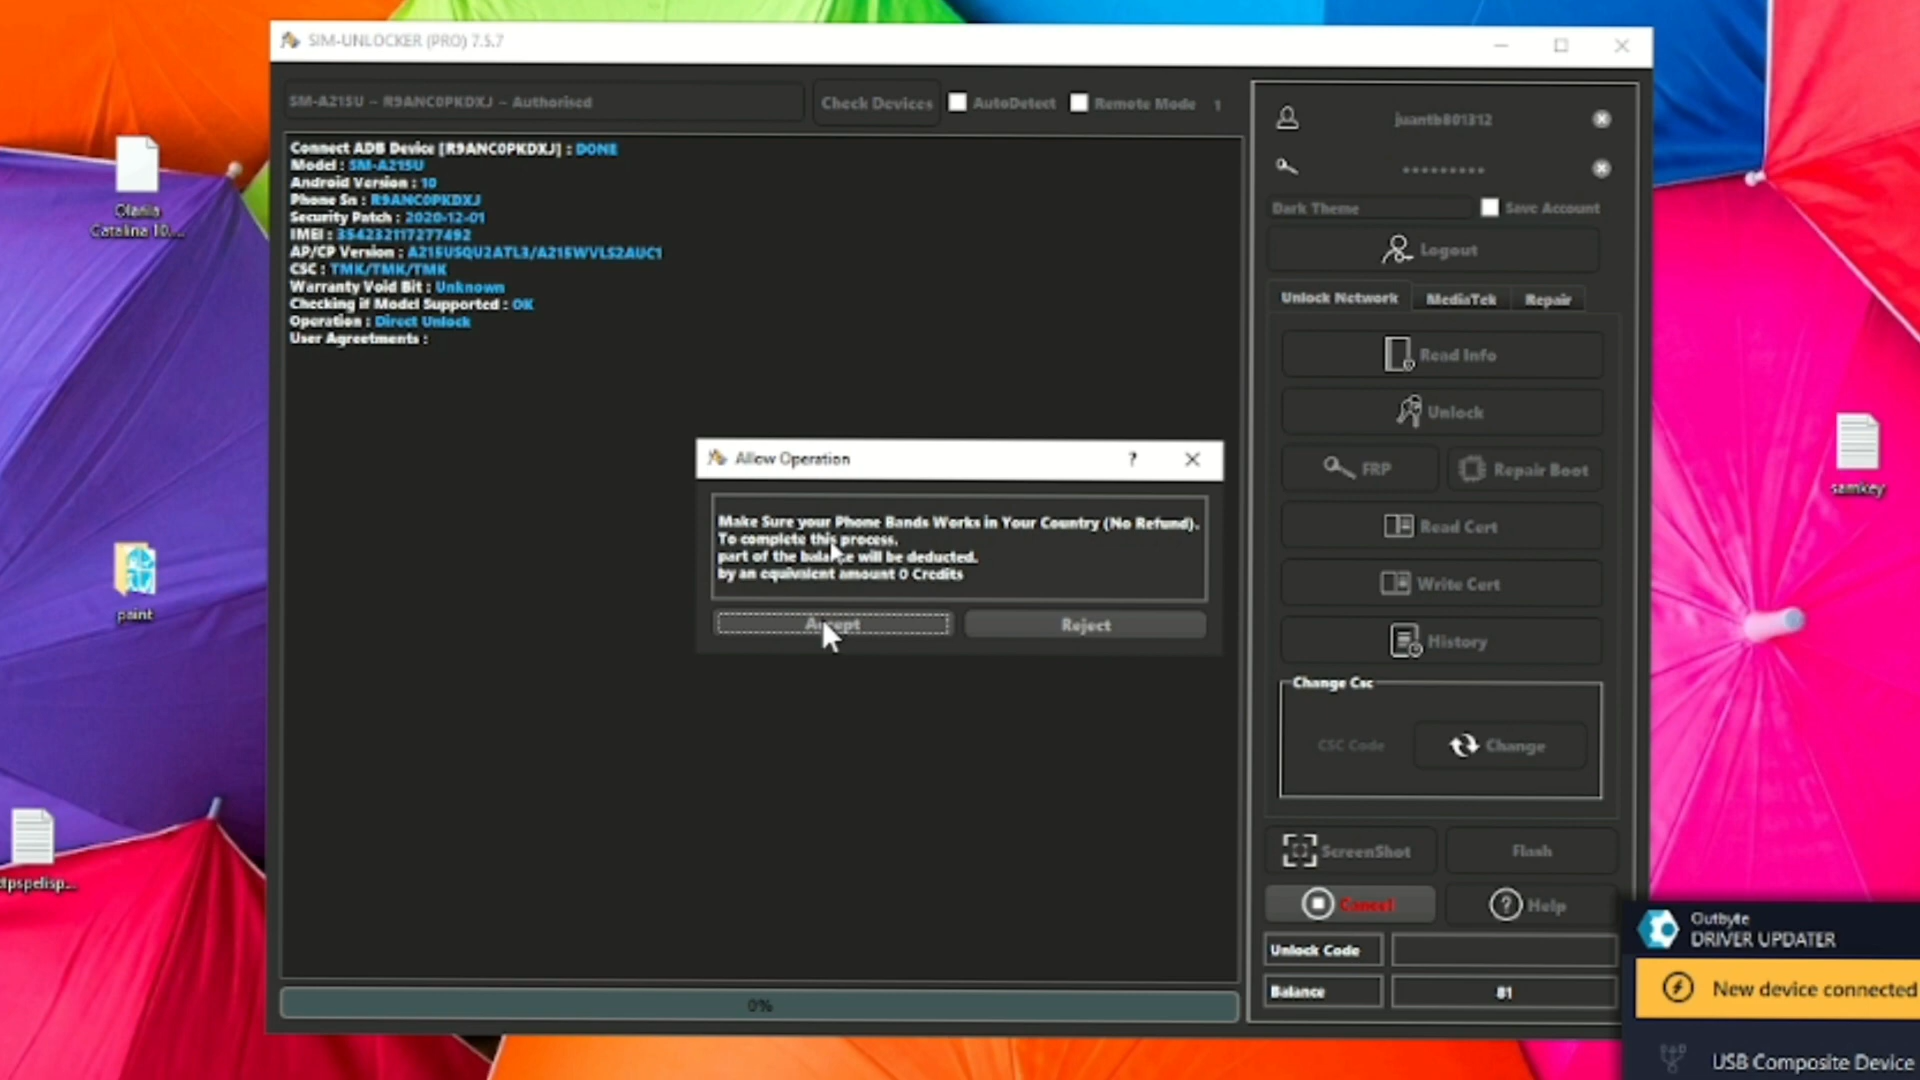 SIM-UNLOCKER (PRO) 7.5.7
SM-A215U – R9ANC0PKDXJ – Authorised
Check Devices
AutoDetect
Remote Mode
1
Connect ADB Device [R9ANC0PKDXJ] : DONE
Model : SM-A215U
Android Version : 10
Phone Sn : R9ANC0PKDXJ
Security Patch : 2020-12-01
IMEI : 354232117277492
AP/CP Version : A215USQU2ATL3/A215WVLS2AUC1
CSC : TMK/TMK/TMK
Warranty Void Bit : Unknown
Checking if Model Supported : OK
Operation : Direct Unlock
User Agreetments :
Allow Operation
?
Make Sure your Phone Bands Works in Your Country (No Refund).
To complete this process.
part of the balance will be deducted.
by an equivalent amount 0 Credits
Accept
Reject
0%
juantb801312
Dark Theme
Save Account
Logout
Unlock Network
MediaTek
Repair
Read Info
Unlock
FRP
Repair Boot
Read Cert
Write Cert
History
Change Csc
CSC Code
Change
ScreenShot
Flash
Cancel
Help
Unlock Code
Balance
81
Catalina 10....
paint
samkey
Outbyte
DRIVER UPDATER
New device connected
USB Composite Device